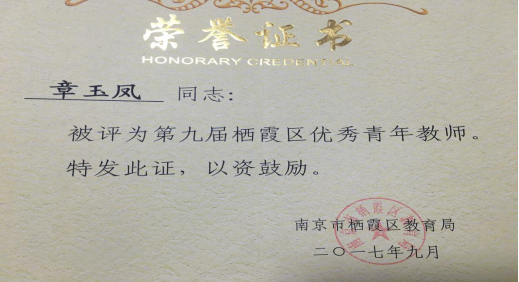 荣誉证书
HONORARY CREDENTIAL
章玉凤 同志:
被评为第九届栖霞区优秀青年教师。
特发此证，以资鼓励。
南京市栖霞区教育局
二〇一七年九月